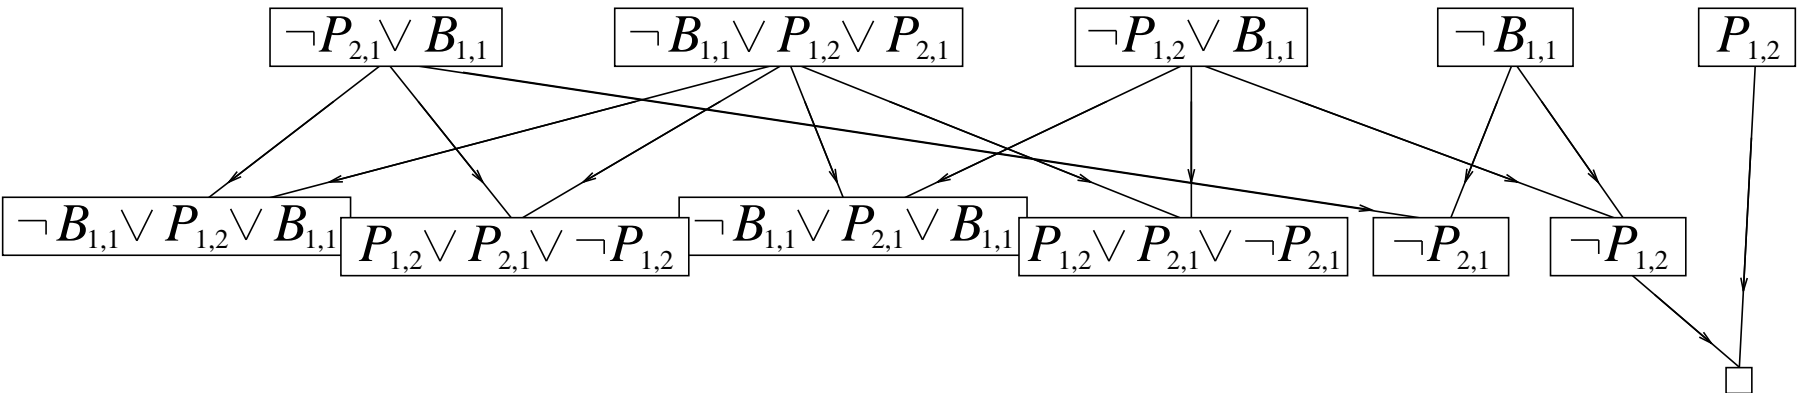 ¬P2,1 ∨ B1,1 ¬B1,1 ∨ P1,2 ∨ P2,1 ¬P1,2 ∨ B1,1 ¬B1,1 P1,2
¬B1,1 ∨ P1,2 ∨ B1,1 P1,2 ∨ P2,1 ∨ ¬P1,2 ¬B1,1 ∨ P2,1 ∨ B1,1 P1,2 ∨ P2,1 ∨ ¬P2,1 ¬P2,1 ¬P1,2